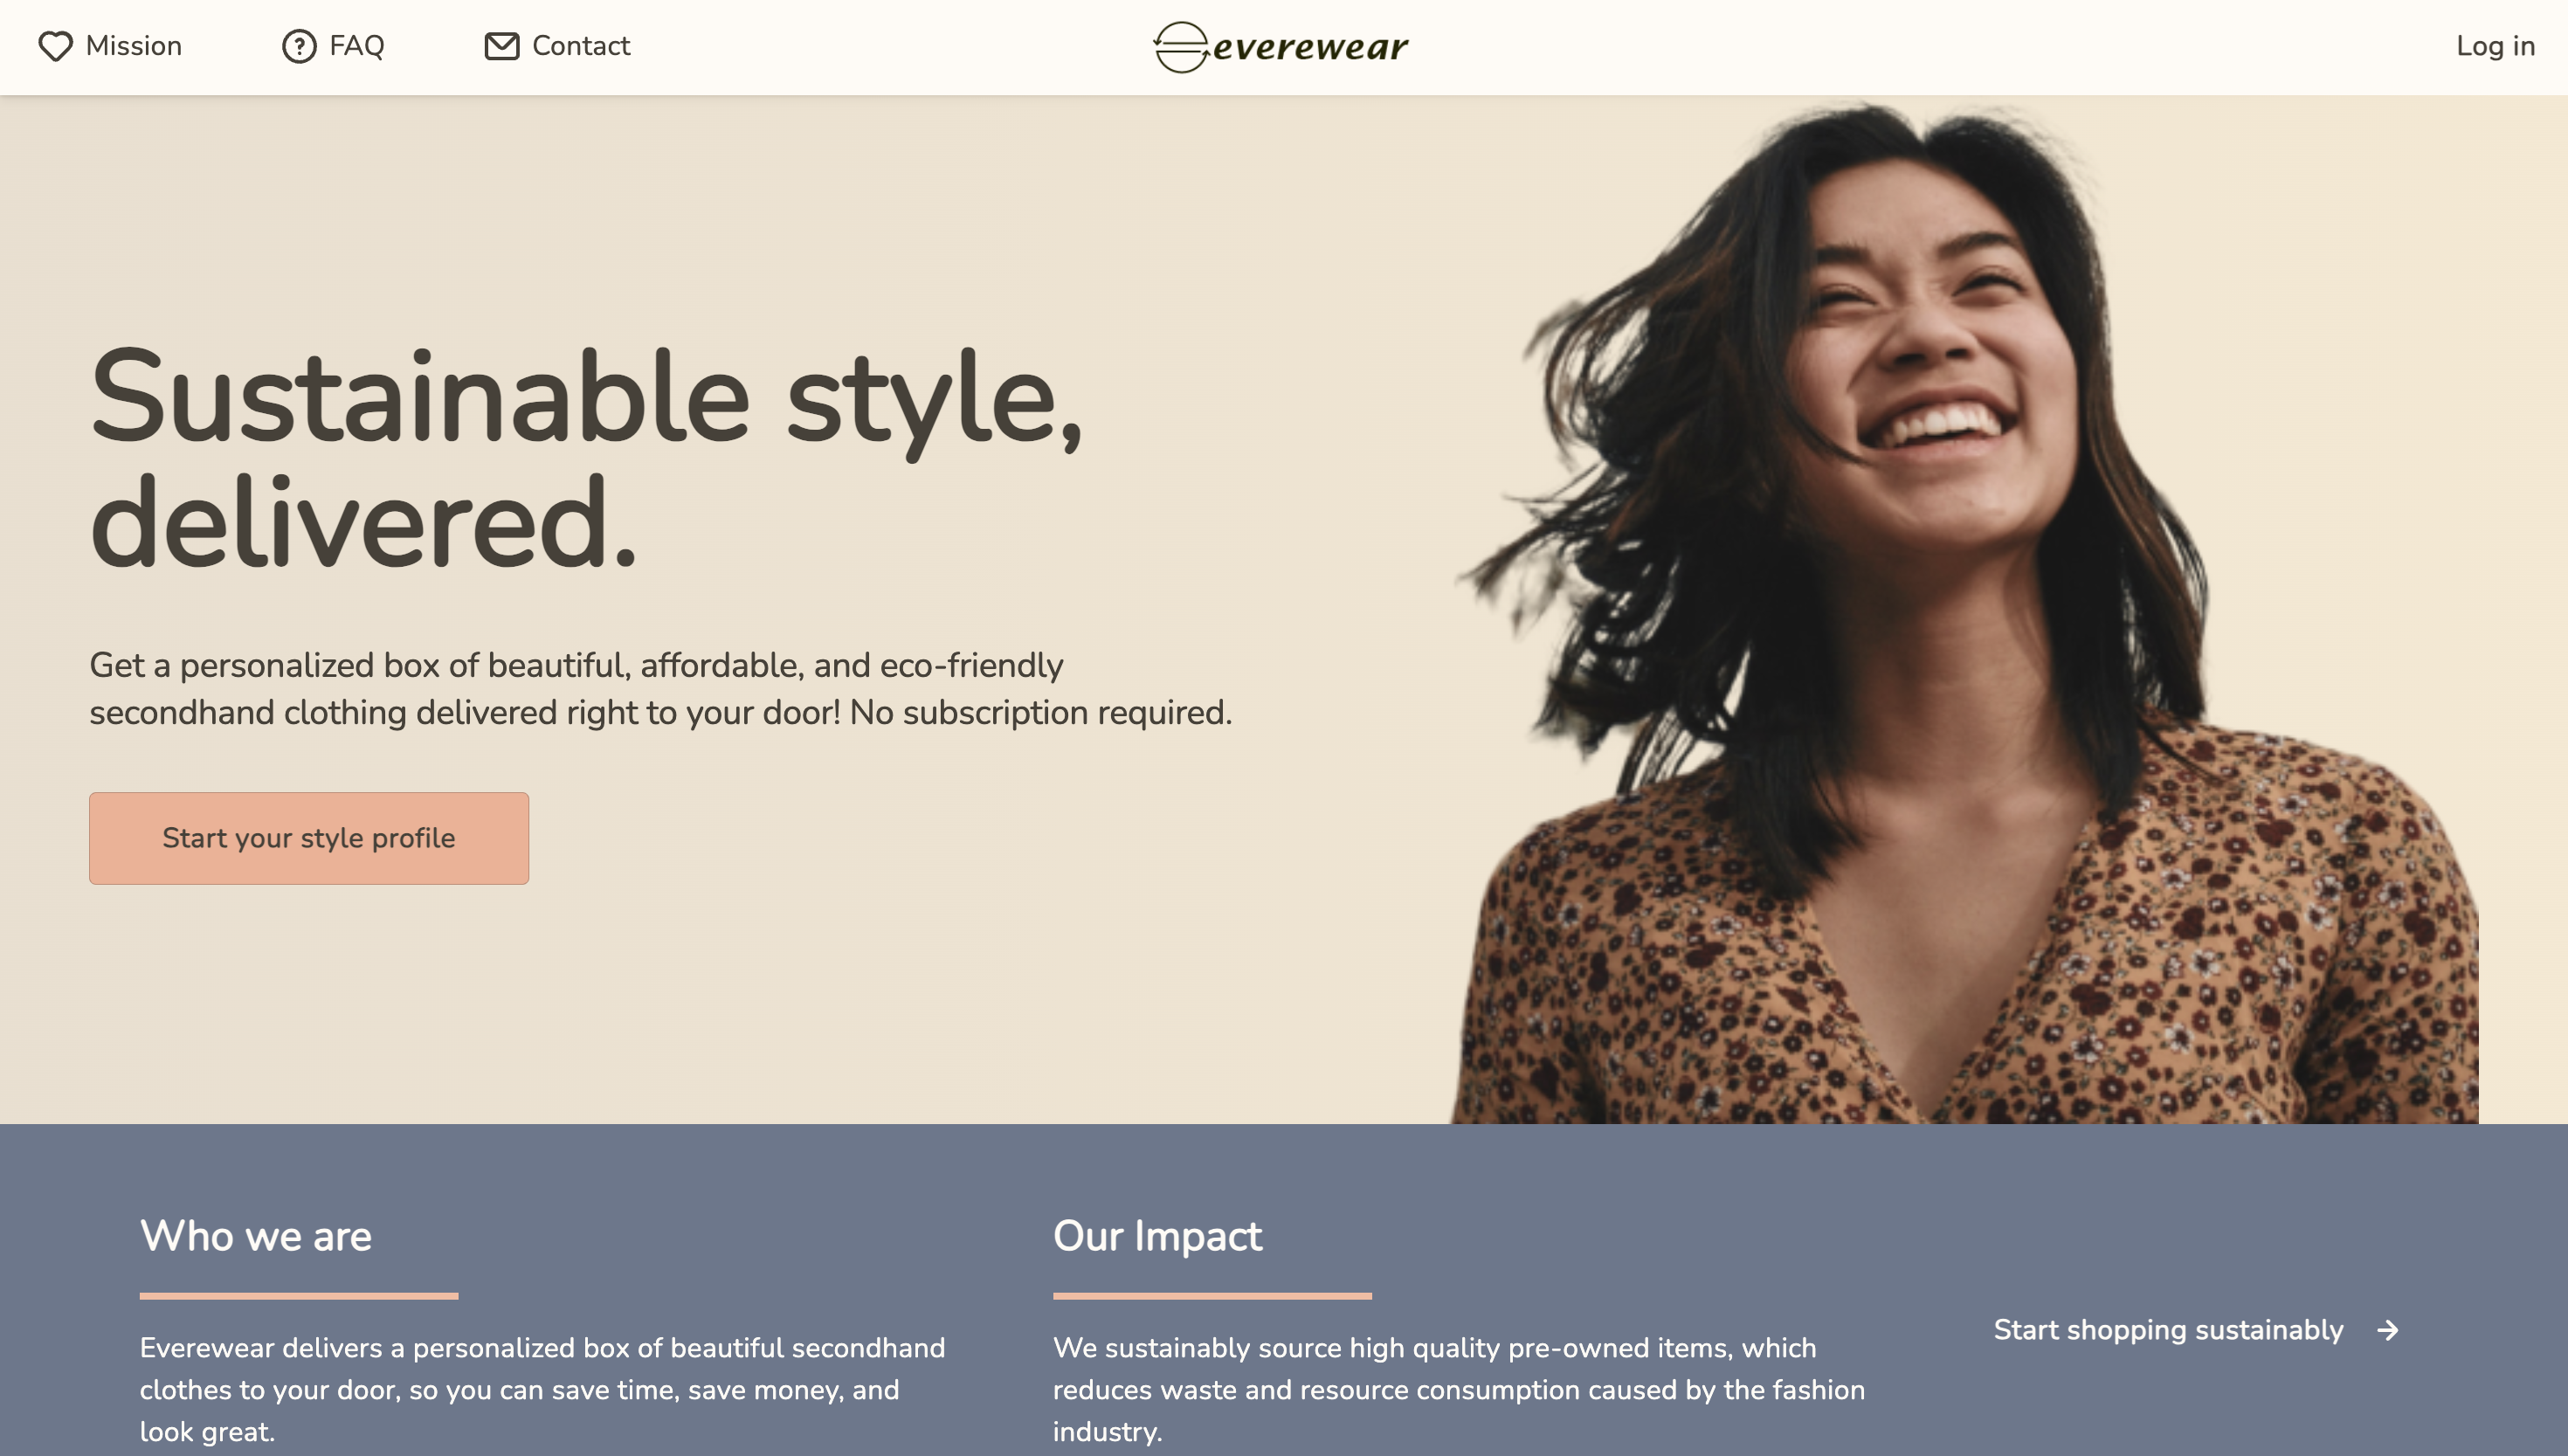 Mission
FAQ
Contact
everewear
Log in
Sustainable style,
delivered.
Get a personalized box of beautiful, affordable, and eco-friendly
secondhand clothing delivered right to your door! No subscription required.
Start your style profile
Who we are
Everewear delivers a personalized box of beautiful secondhand
clothes to your door, so you can save time, save money, and
look great.
Our Impact
We sustainably source high quality pre-owned items, which
reduces waste and resource consumption caused by the fashion
industry.
Start shopping sustainably